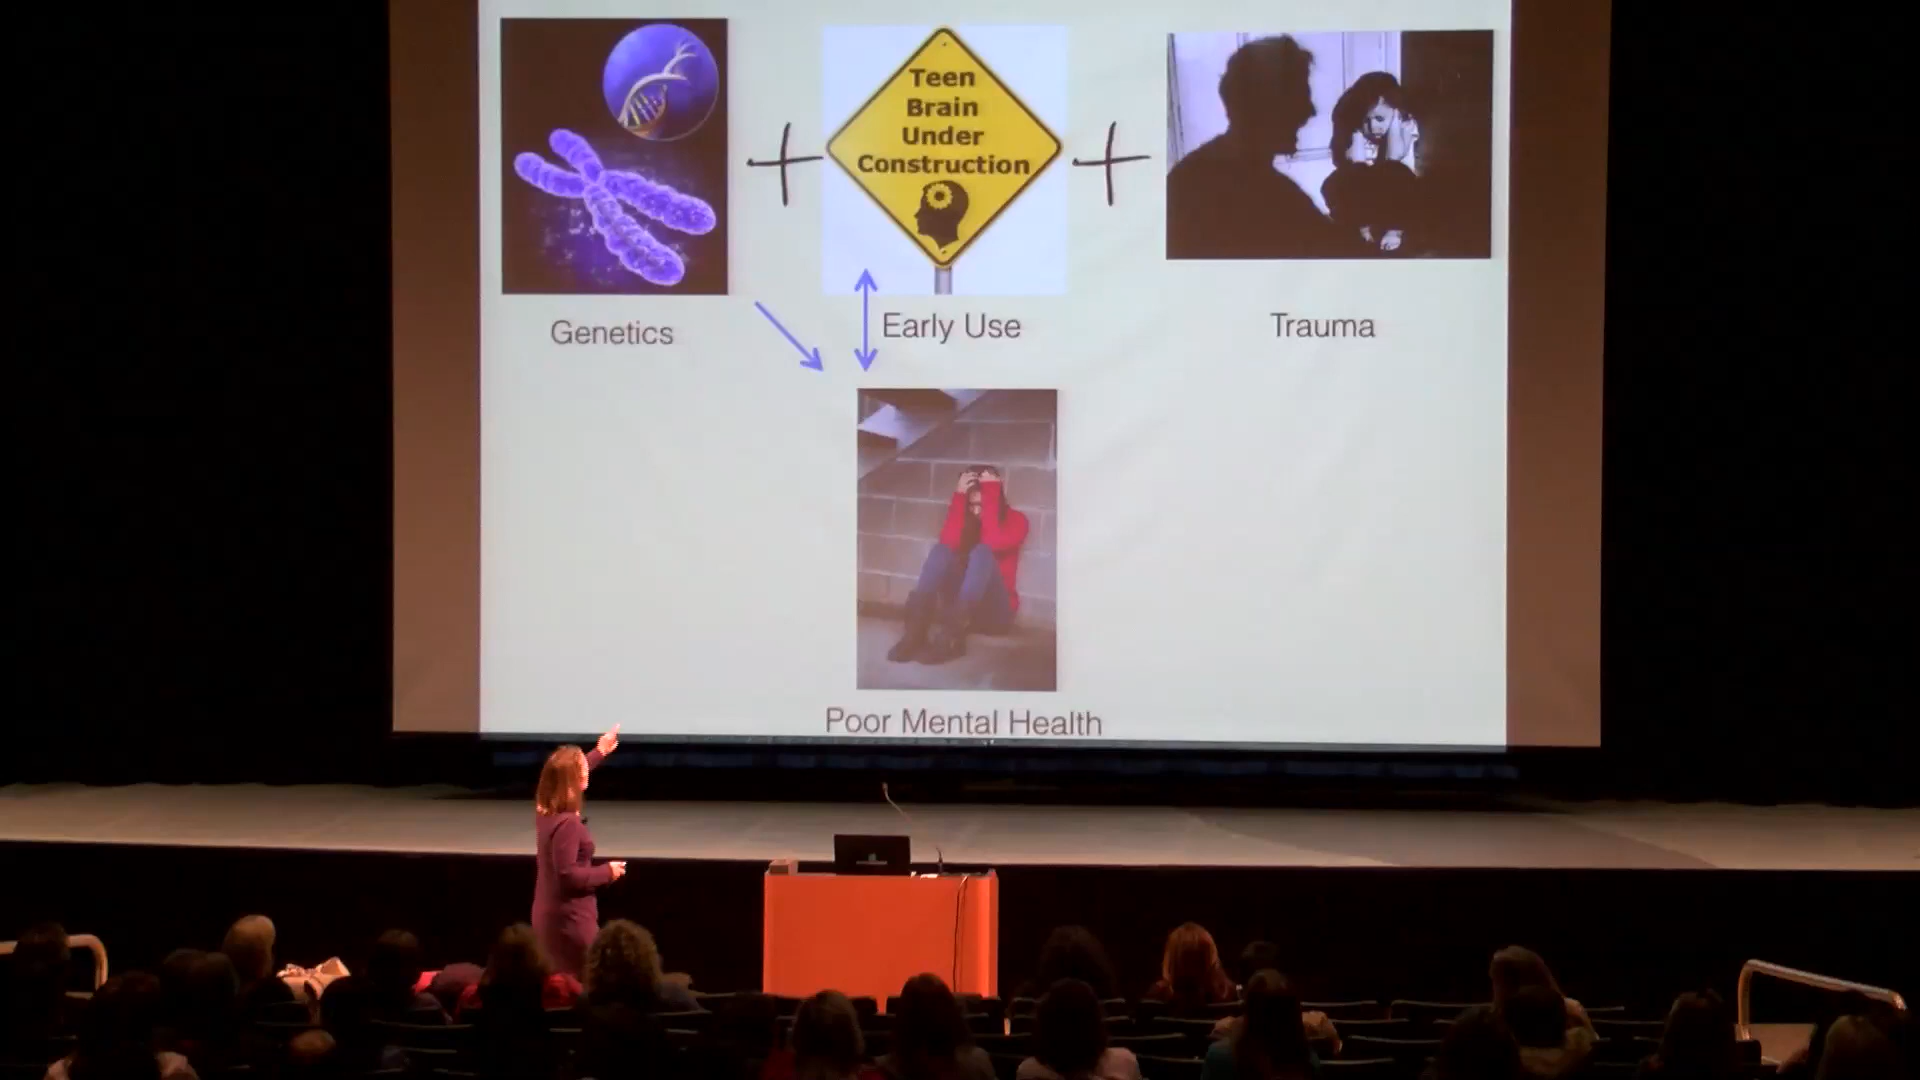 Teen
Brain
Under
Construction
Genetics
Early Use
Trauma
Poor Mental Health